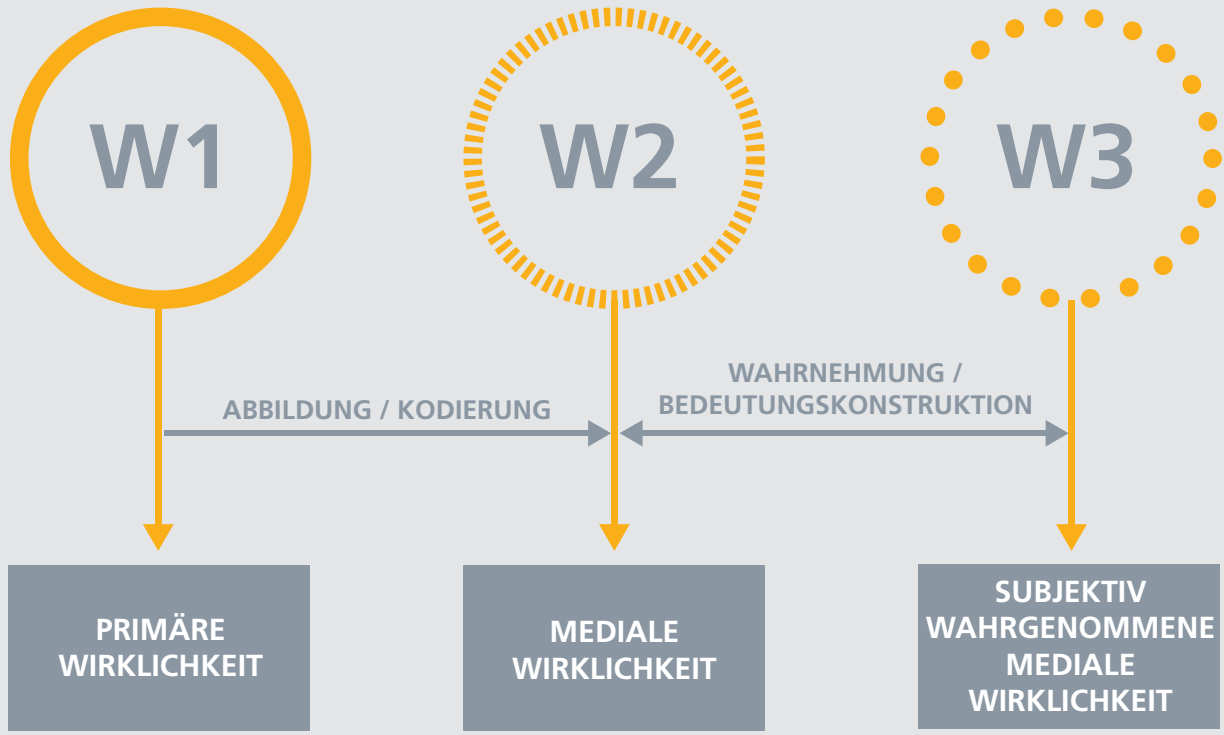 W1
W2
W3
ABBILDUNG / KODIERUNG
WAHRNEHMUNG /
BEDEUTUNGSKONSTRUKTION
PRIMÄRE
WIRKLICHKEIT
MEDIALE
WIRKLICHKEIT
SUBJEKTIV
WAHRGENOMMENE
MEDIALE
WIRKLICHKEIT